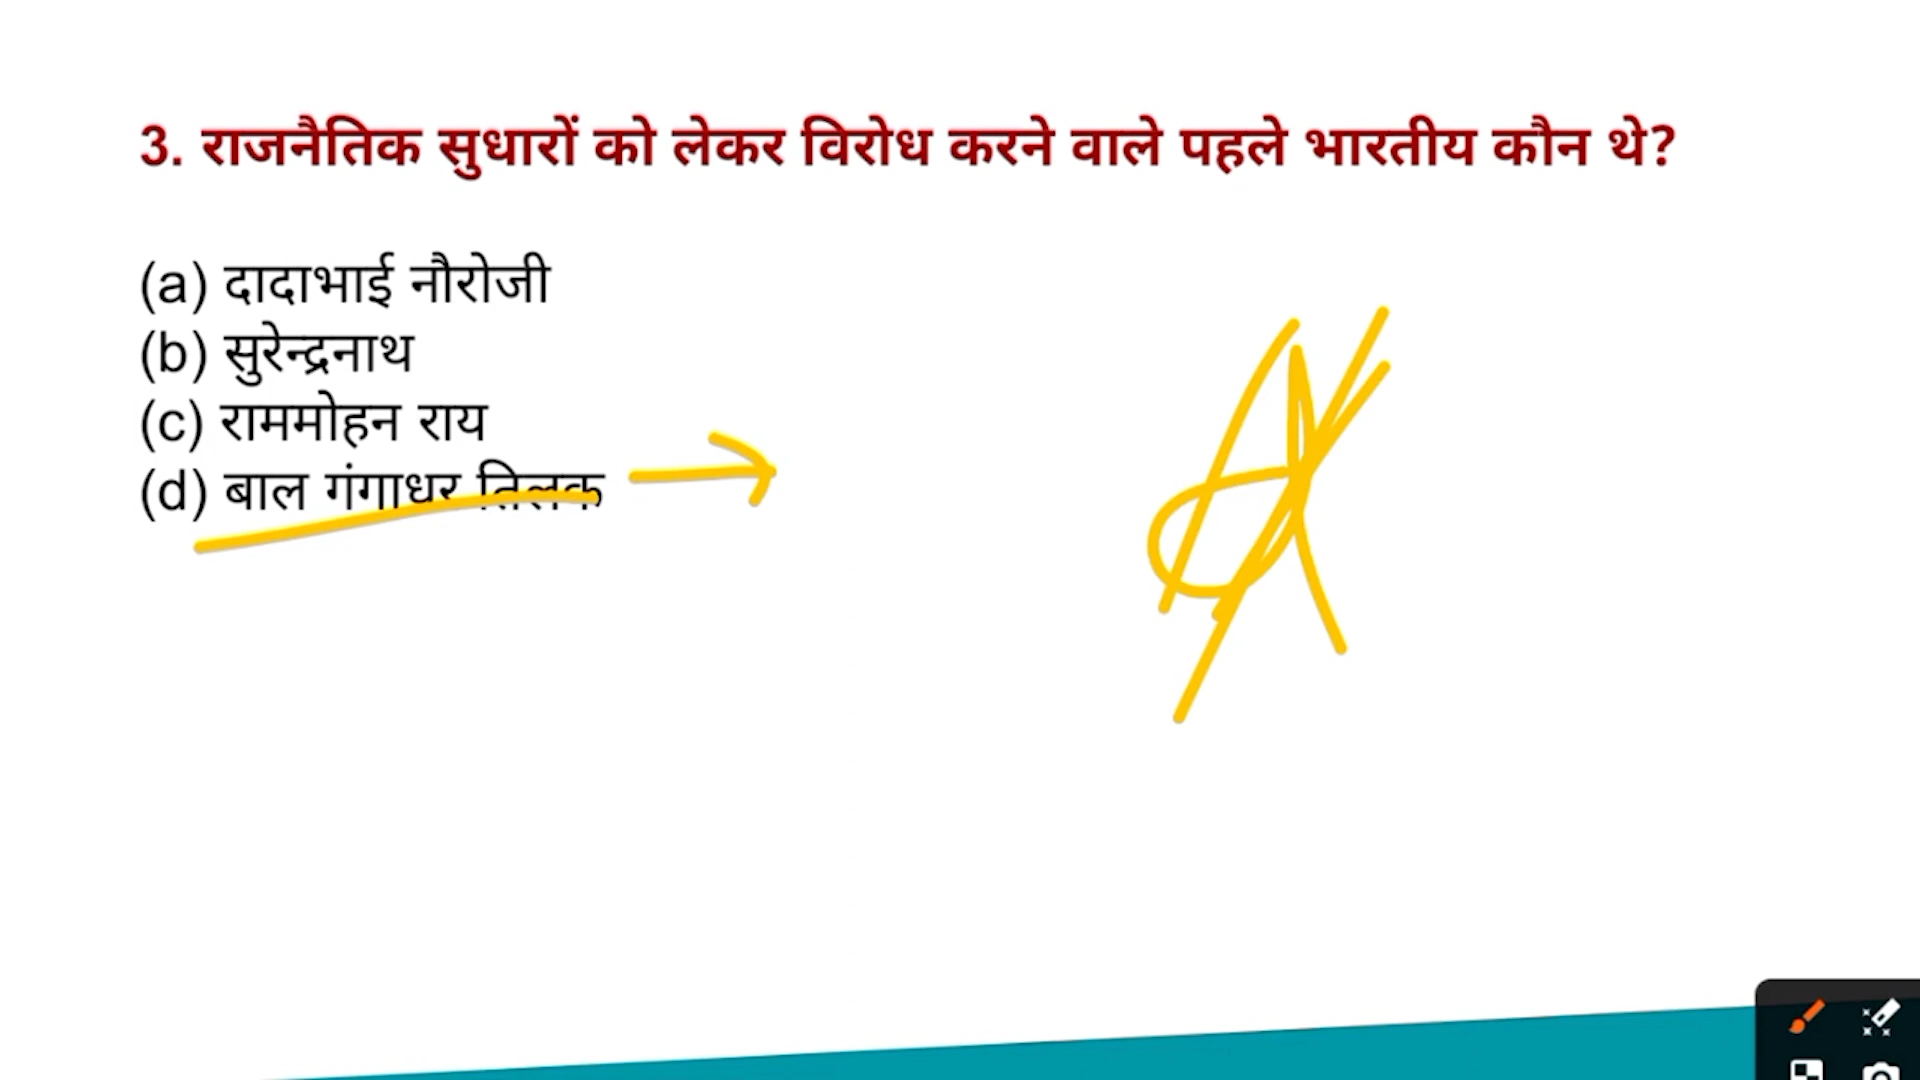 3. राजनैतिक सुधारों को लेकर विरोध करने वाले पहले भारतीय कौन थे?
(a) दादाभाई नौरोजी
(b) सुरेन्द्रनाथ
(c) राममोहन राय
(d) बाल गंगाधर तिलक